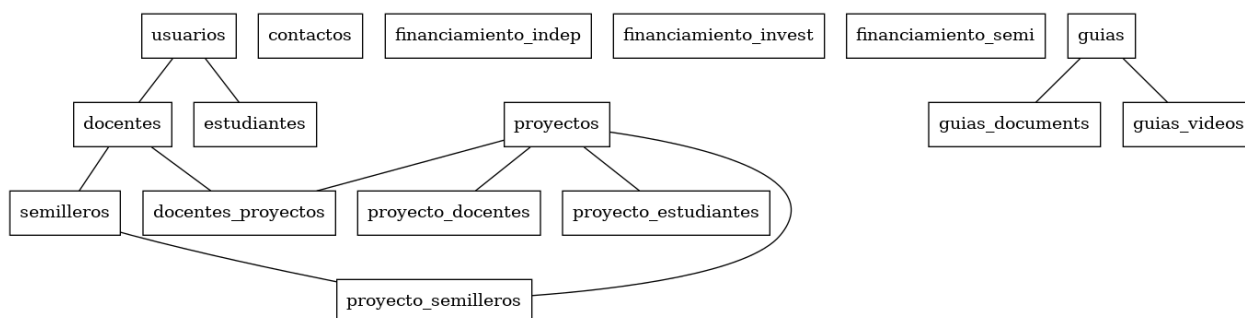 usuarios
contactos
financiamiento_indep
financiamiento_invest
financiamiento_semi
guias
docentes
estudiantes
proyectos
guias_documents
guias_videos
semilleros
docentes_proyectos
proyecto_docentes
proyecto_estudiantes
proyecto_semilleros